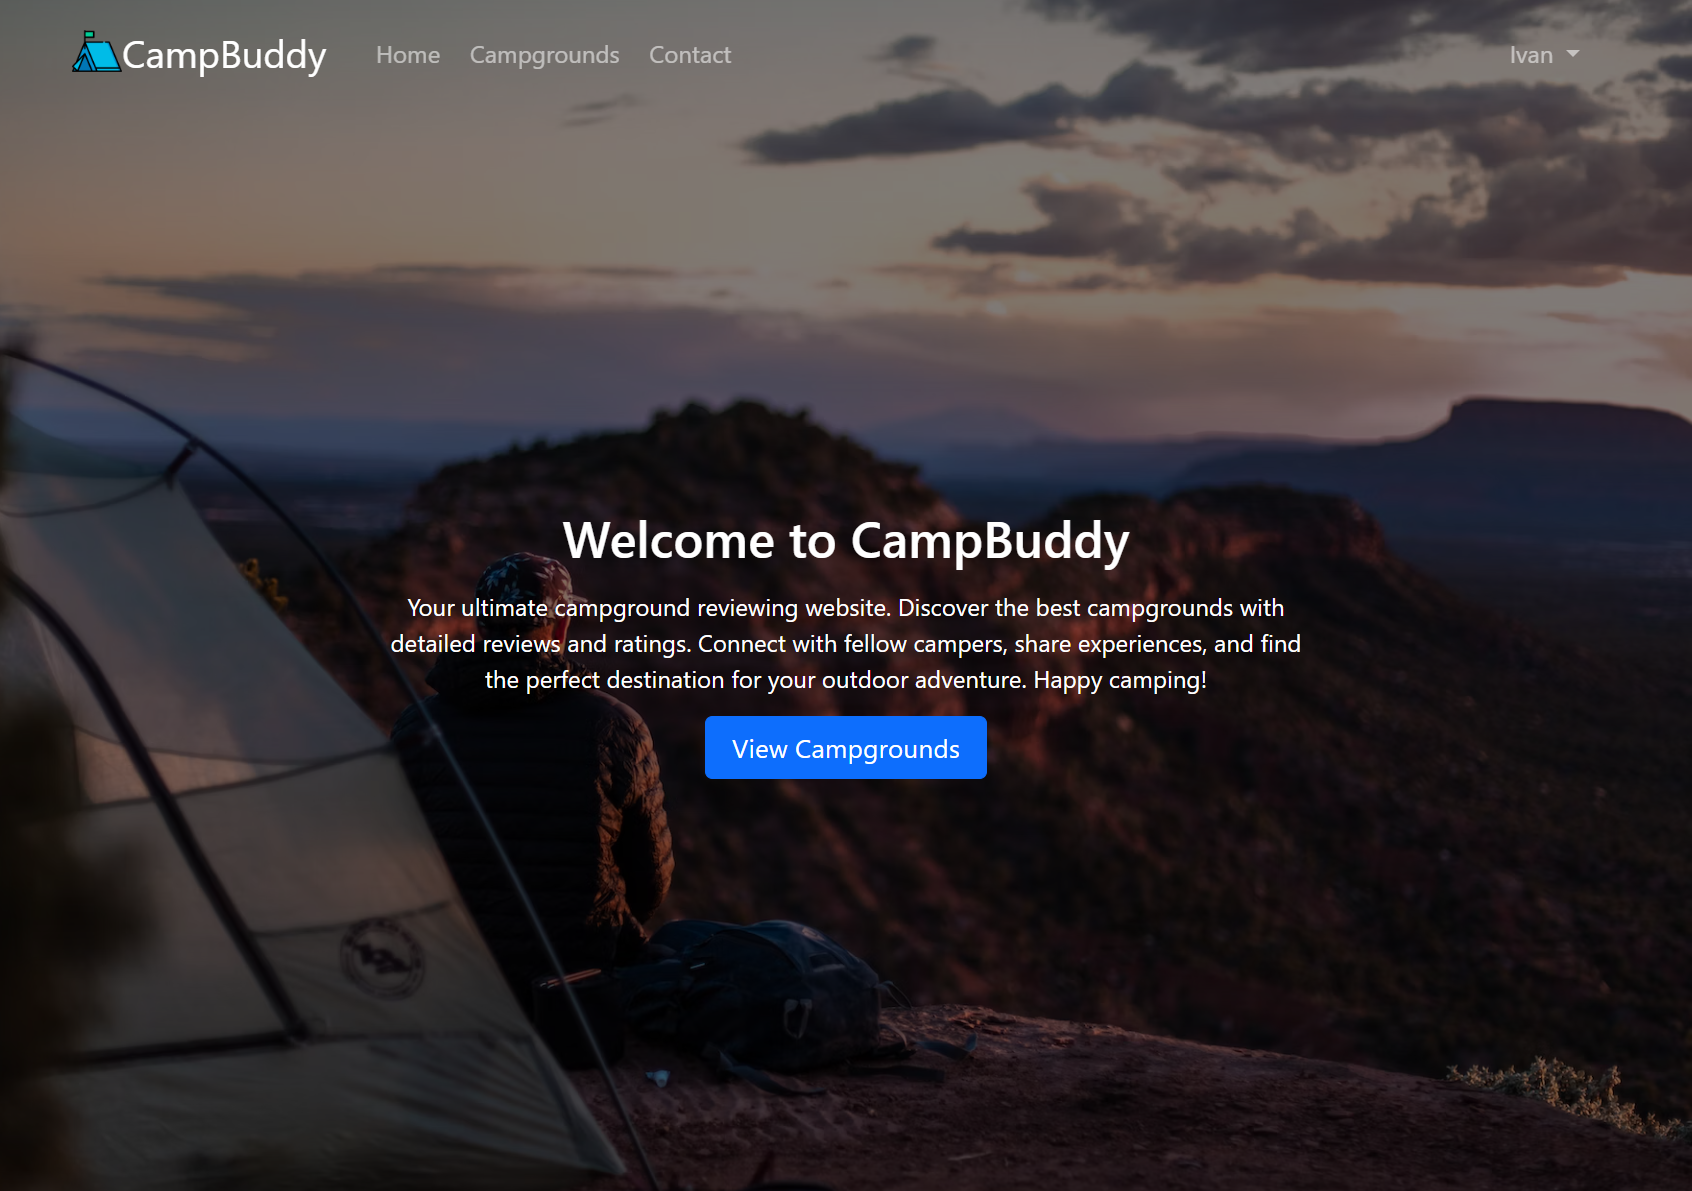 CampBuddy Home Campgrounds Contact Ivan
Welcome to CampBuddy
Your ultimate campground reviewing website. Discover the best campgrounds with
detailed reviews and ratings. Connect with fellow campers, share experiences, and find
the perfect destination for your outdoor adventure. Happy camping!
View Campgrounds